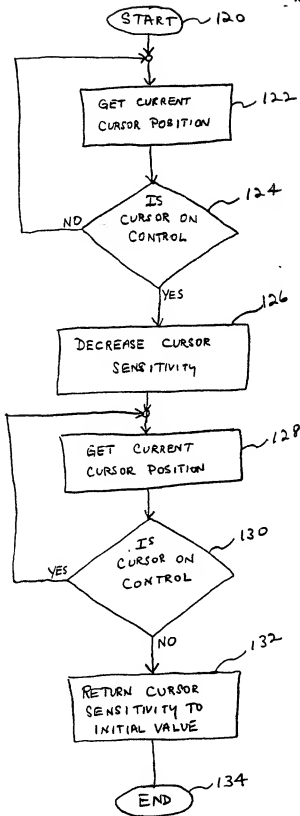 START 120
GET CURRENT 122
CURSOR POSITION
IS 124
CURSOR ON
CONTROL
NO
YES
126
DECREASE CURSOR
SENSITIVITY
GET CURRENT 128
CURSOR POSITION
IS 130
CURSOR ON
CONTROL
YES
NO
132
RETURN CURSOR
SENSITIVITY TO
INITIAL VALUE
END 134